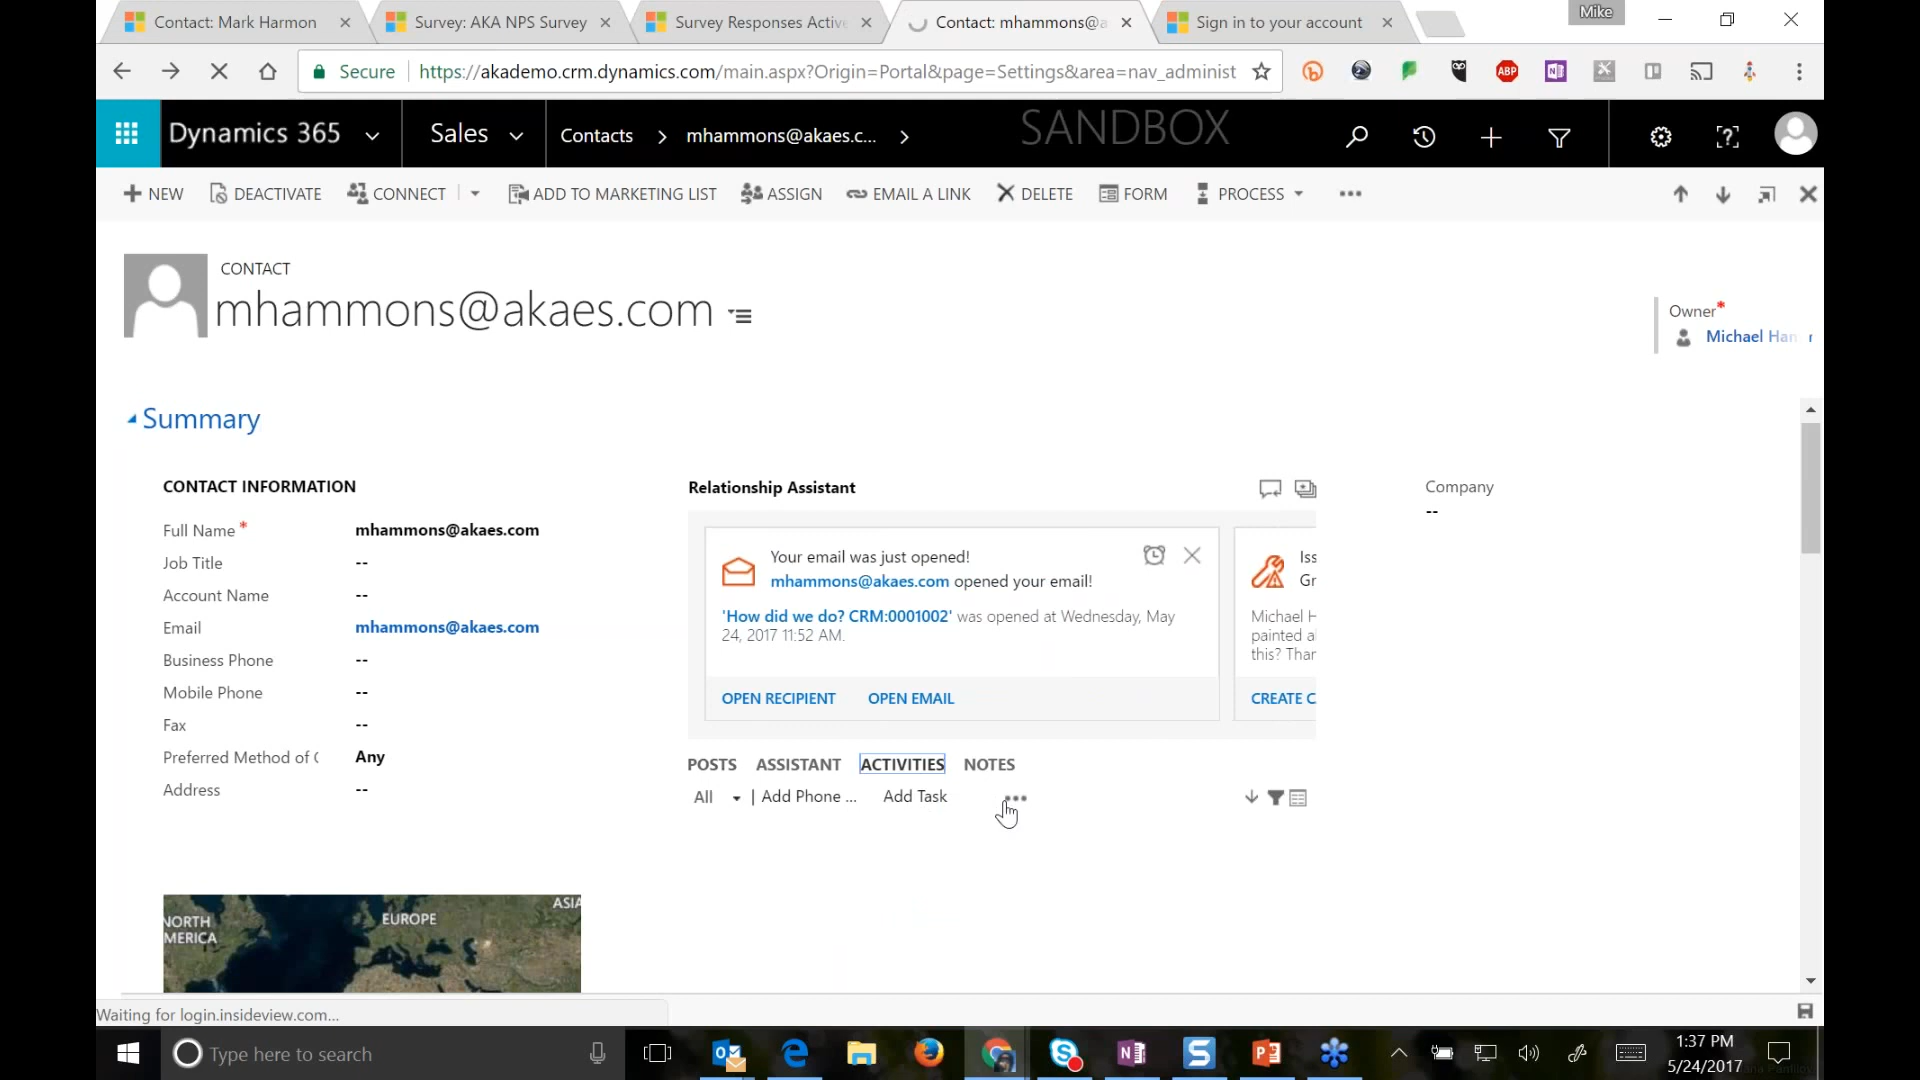 Contact: Mark Harmon
Survey: AKA NPS Survey
Survey Responses Active
Contact: mhammons@a
Sign in to your account
Mike
Secure
https://akademo.crm.dynamics.com/main.aspx?Origin=Portal&page=Settings&area=nav_administ
ABP
Dynamics 365
Sales
Contacts
mhammons@akaes.c...
SANDBOX
NEW
DEACTIVATE
CONNECT
ADD TO MARKETING LIST
ASSIGN
EMAIL A LINK
DELETE
FORM
PROCESS
CONTACT
mhammons@akaes.com
Owner*
Michael Han
Summary
CONTACT INFORMATION
Full Name * mhammons@akaes.com
Job Title --
Account Name --
Email mhammons@akaes.com
Business Phone --
Mobile Phone --
Fax --
Preferred Method of C Any
Address --
NORTH
MERICA
EUROPE
ASIA
Relationship Assistant
Your email was just opened!
mhammons@akaes.com opened your email!
'How did we do? CRM:0001002' was opened at Wednesday, May
24, 2017 11:52 AM.
OPEN RECIPIENT OPEN EMAIL
Iss
Gr
Michael H
painted a
this? Than
CREATE C
POSTS ASSISTANT ACTIVITIES NOTES
All | Add Phone ... Add Task ...
Company
--
Waiting for login.insideview.com...
Type here to search
1:37 PM
5/24/2017